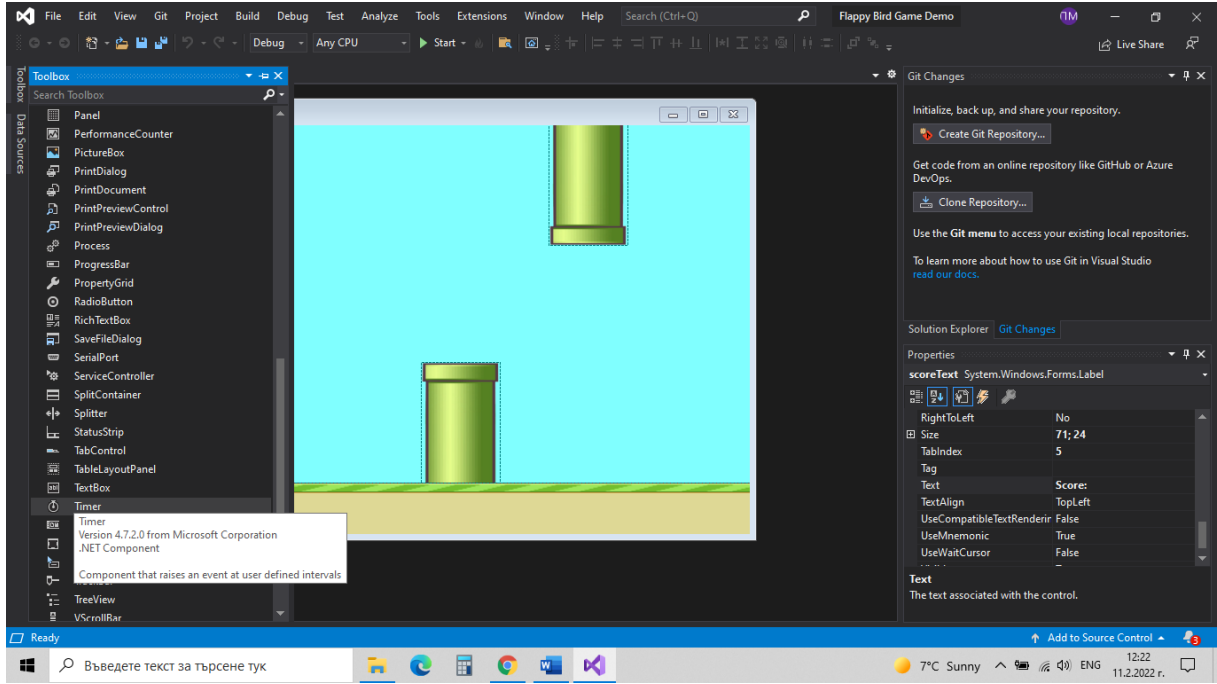 File Edit View Git Project Build Debug Test Analyze Tools Extensions Window Help Search (Ctrl+Q) Flappy Bird Game Demo ПМ
Debug Any CPU Start Live Share
Toolbox
Data Sources
Toolbox
Search Toolbox
Panel
PerformanceCounter
PictureBox
PrintDialog
PrintDocument
PrintPreviewControl
PrintPreviewDialog
Process
ProgressBar
PropertyGrid
RadioButton
RichTextBox
SaveFileDialog
SerialPort
ServiceController
SplitContainer
Splitter
StatusStrip
TabControl
TableLayoutPanel
TextBox
Timer
Timer
Version 4.7.2.0 from Microsoft Corporation
.NET Component
Component that raises an event at user defined intervals
TreeView
VScrollBar
Git Changes
Initialize, back up, and share your repository.
Create Git Repository...
Get code from an online repository like GitHub or Azure
DevOps.
Clone Repository...
Use the Git menu to access your existing local repositories.
To learn more about how to use Git in Visual Studio
read our docs.
Solution Explorer Git Changes
Properties
scoreText System.Windows.Forms.Label
RightToLeft No
Size 71; 24
TabIndex 5
Tag
Text Score:
TextAlign TopLeft
UseCompatibleTextRenderin False
UseMnemonic True
UseWaitCursor False
Text
The text associated with the control.
Ready Add to Source Control 3
Въведете текст за търсене тук 7°C Sunny ENG 12:22
11.2.2022 г.